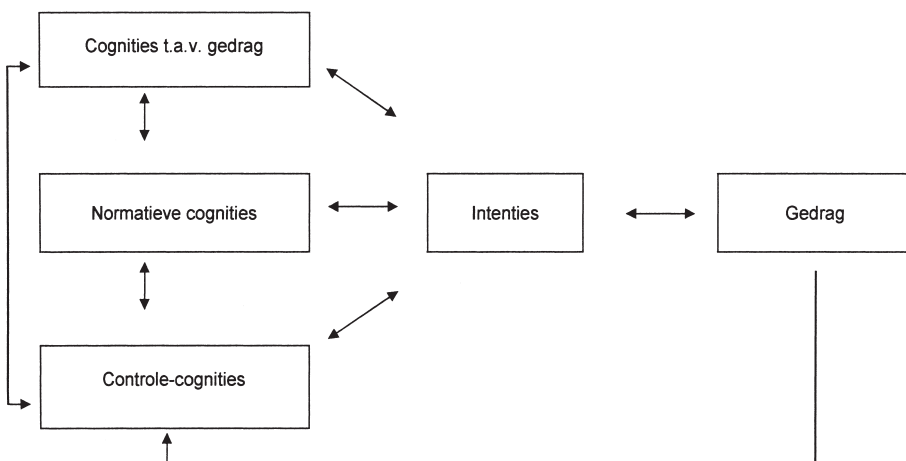 Cognities t.a.v. gedrag
Normatieve cognities
Intenties
Gedrag
Controle-cognities